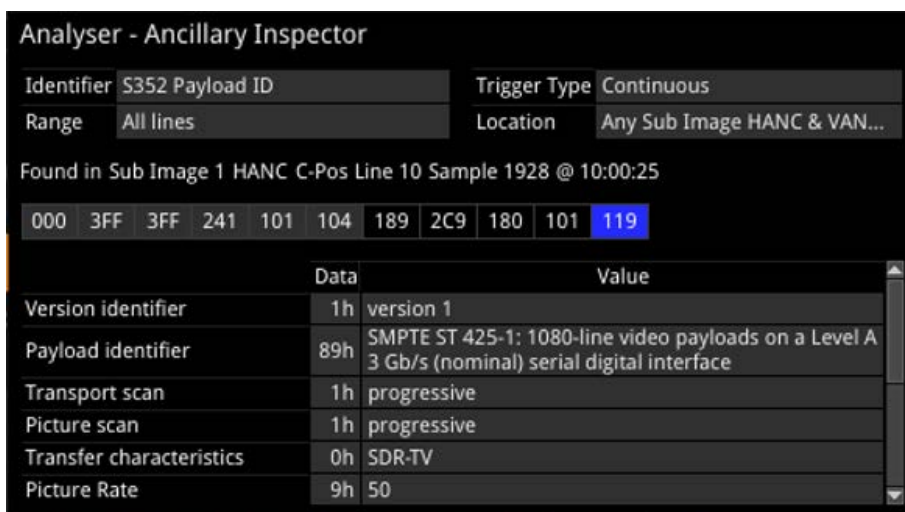 Analyser - Ancillary Inspector
Identifier S352 Payload ID Trigger Type Continuous
Range All lines Location Any Sub Image HANC & VAN...
Found in Sub Image 1 HANC C-Pos Line 10 Sample 1928 @ 10:00:25
000 3FF 3FF 241 101 104 189 2C9 180 101 119
Data Value
Version identifier 1h version 1
Payload identifier 89h SMPTE ST 425-1: 1080-line video payloads on a Level A
3 Gb/s (nominal) serial digital interface
Transport scan 1h progressive
Picture scan 1h progressive
Transfer characteristics 0h SDR-TV
Picture Rate 9h 50